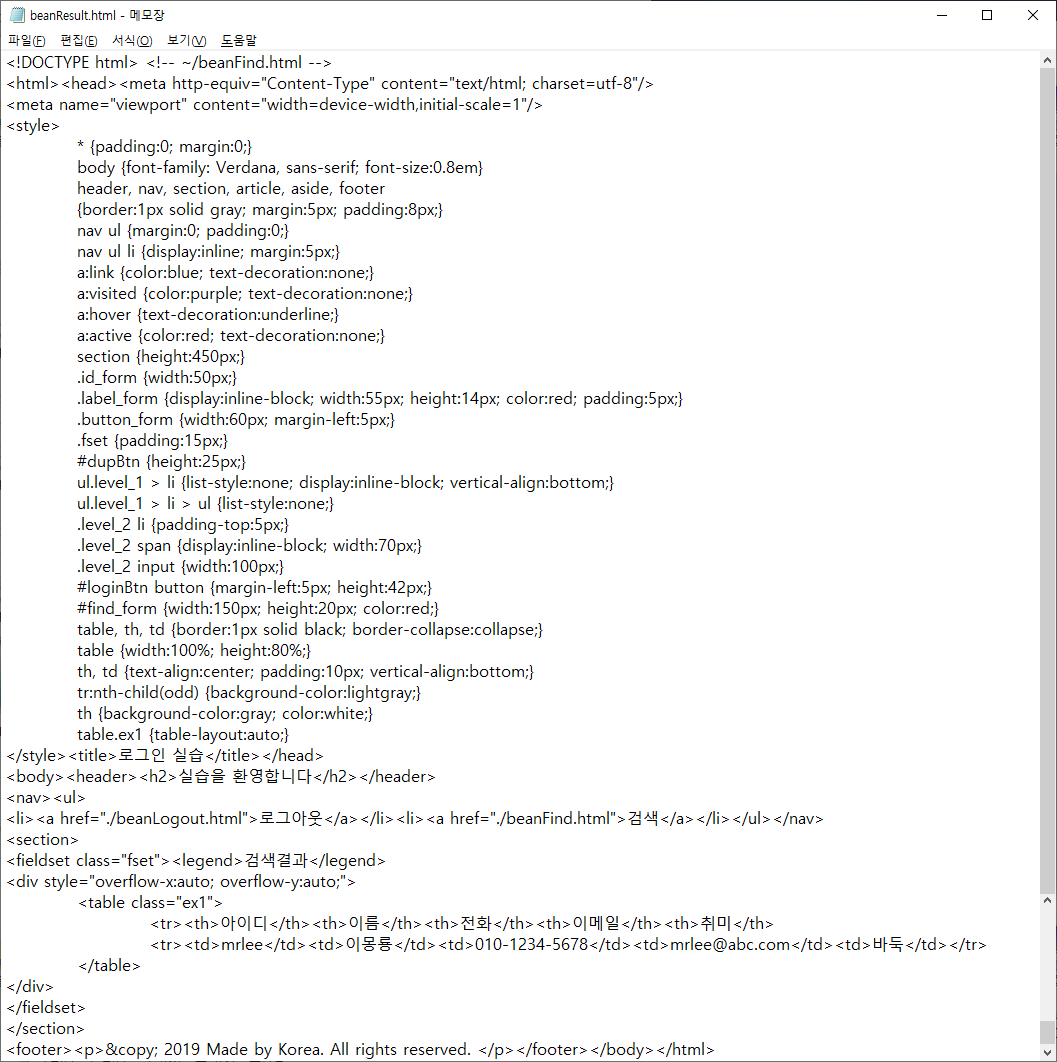 beanResult.html - 메모장
파일(F) 편집(E) 서식(O) 보기(V) 도움말
<!DOCTYPE html> <!-- ~/beanFind.html -->
<html><head><meta http-equiv="Content-Type" content="text/html; charset=utf-8"/>
<meta name="viewport" content="width=device-width,initial-scale=1"/>
<style>
* {padding:0; margin:0;}
body {font-family: Verdana, sans-serif; font-size:0.8em}
header, nav, section, article, aside, footer
{border:1px solid gray; margin:5px; padding:8px;}
nav ul {margin:0; padding:0;}
nav ul li {display:inline; margin:5px;}
a:link {color:blue; text-decoration:none;}
a:visited {color:purple; text-decoration:none;}
a:hover {text-decoration:underline;}
a:active {color:red; text-decoration:none;}
section {height:450px;}
.id_form {width:50px;}
.label_form {display:inline-block; width:55px; height:14px; color:red; padding:5px;}
.button_form {width:60px; margin-left:5px;}
.fset {padding:15px;}
#dupBtn {height:25px;}
ul.level_1 > li {list-style:none; display:inline-block; vertical-align:bottom;}
ul.level_1 > li > ul {list-style:none;}
.level_2 li {padding-top:5px;}
.level_2 span {display:inline-block; width:70px;}
.level_2 input {width:100px;}
#loginBtn button {margin-left:5px; height:42px;}
#find_form {width:150px; height:20px; color:red;}
table, th, td {border:1px solid black; border-collapse:collapse;}
table {width:100%; height:80%;}
th, td {text-align:center; padding:10px; vertical-align:bottom;}
tr:nth-child(odd) {background-color:lightgray;}
th {background-color:gray; color:white;}
table.ex1 {table-layout:auto;}
</style><title>로그인 실습</title></head>
<body><header><h2>실습을 환영합니다</h2></header>
<nav><ul>
<li><a href="./beanLogout.html">로그아웃</a></li><li><a href="./beanFind.html">검색</a></li></ul></nav>
<section>
<fieldset class="fset"><legend>검색결과</legend>
<div style="overflow-x:auto; overflow-y:auto;">
<table class="ex1">
<tr><th>아이디</th><th>이름</th><th>전화</th><th>이메일</th><th>취미</th>
<tr><td>mrlee</td><td>이몽룡</td><td>010-1234-5678</td><td>mrlee@abc.com</td><td>바둑</td></tr>
</table>
</div>
</fieldset>
</section>
<footer><p>&copy; 2019 Made by Korea. All rights reserved. </p></footer></body></html>